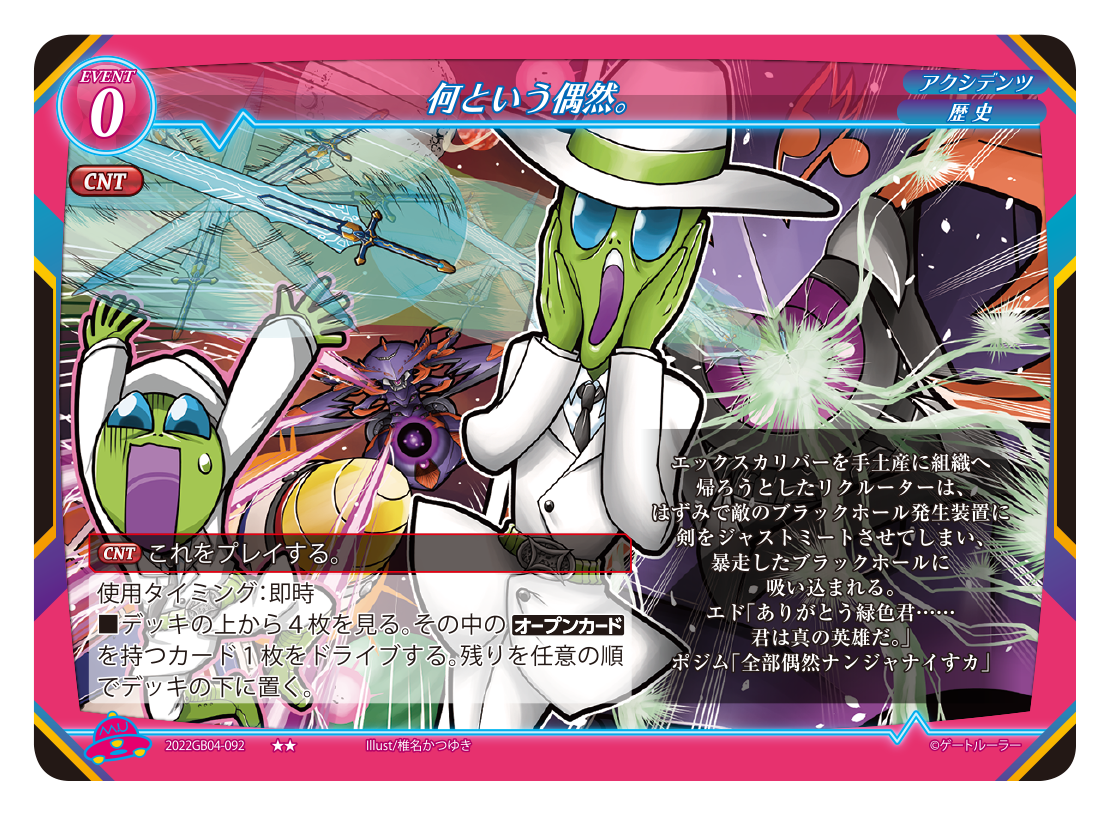 EVENT
0
何という偶然。
アクシデンツ
歴史
CNT
エックスカリバーを手土産に組織へ
帰ろうとしたリクルーターは、
はずみで敵のブラックホール発生装置に
剣をジャストミートさせてしまい、
暴走したブラックホールに
吸い込まれる。
エド「ありがとう緑色君……
君は真の英雄だ。」
ポジム「全部偶然ナンジャナイすカ」
CNT これをプレイする。
使用タイミング：即時
■デッキの上から４枚を見る。その中の オープンカード
を持つカード１枚をドライブする。残りを任意の順
でデッキの下に置く。
MU
2022GB04-092 ★★ Illust/椎名かつゆき ©ゲートルーラー